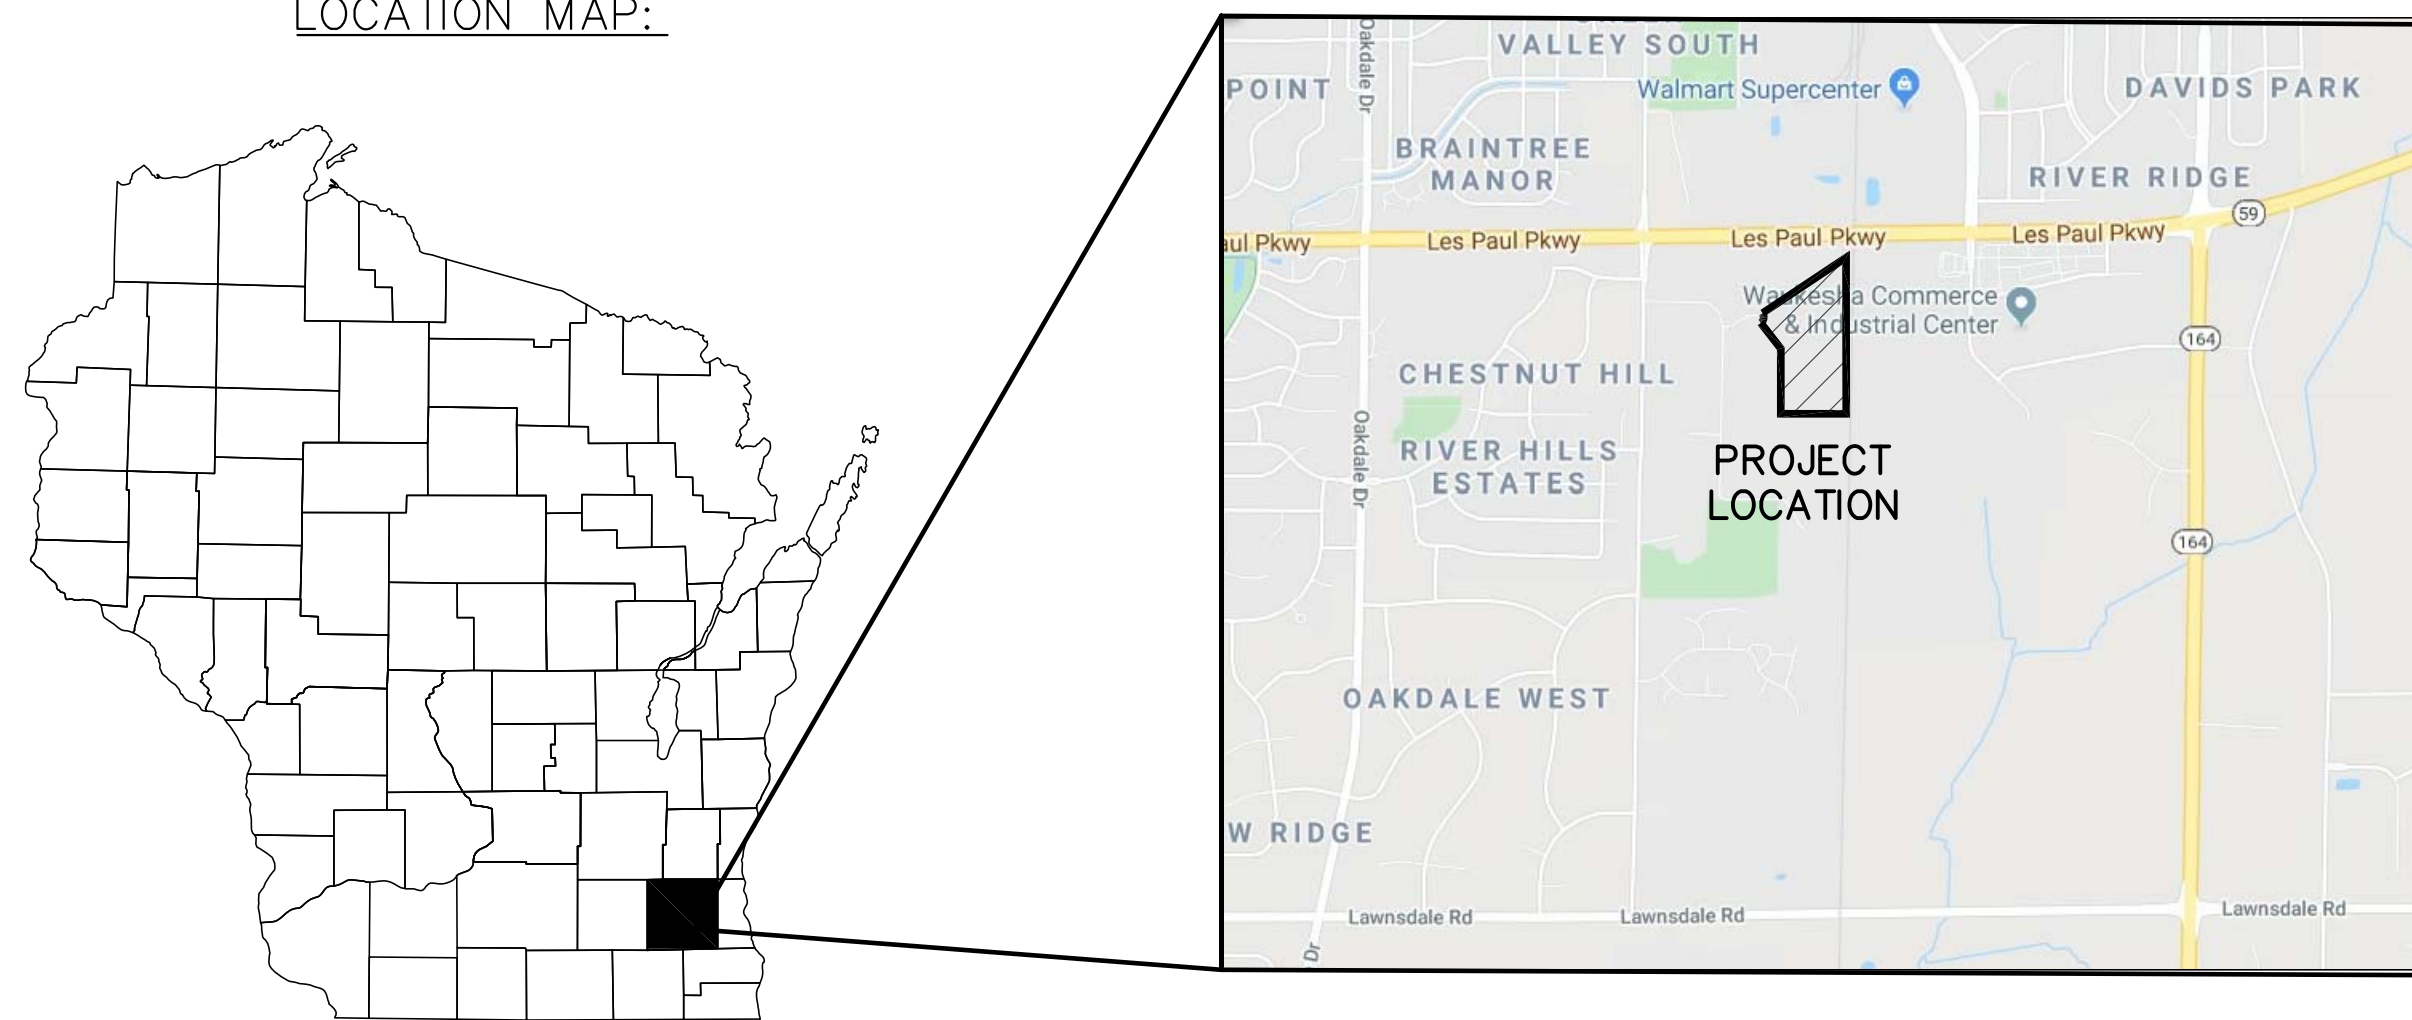 LOCATION MAP:
VALLEY SOUTH
Oakdale Dr
POINT
Walmart Supercenter
DAVIDS PARK
BRAINTREE
MANOR
RIVER RIDGE
59
aul Pkwy
Les Paul Pkwy
Les Paul Pkwy
Les Paul Pkwy
Waukesha Commerce
& Industrial Center
164
CHESTNUT HILL
Oakdale Dr
RIVER HILLS
ESTATES
PROJECT
LOCATION
164
OAKDALE WEST
W RIDGE
Lawnsdale Rd
Lawnsdale Rd
Lawnsdale Rd
Dr